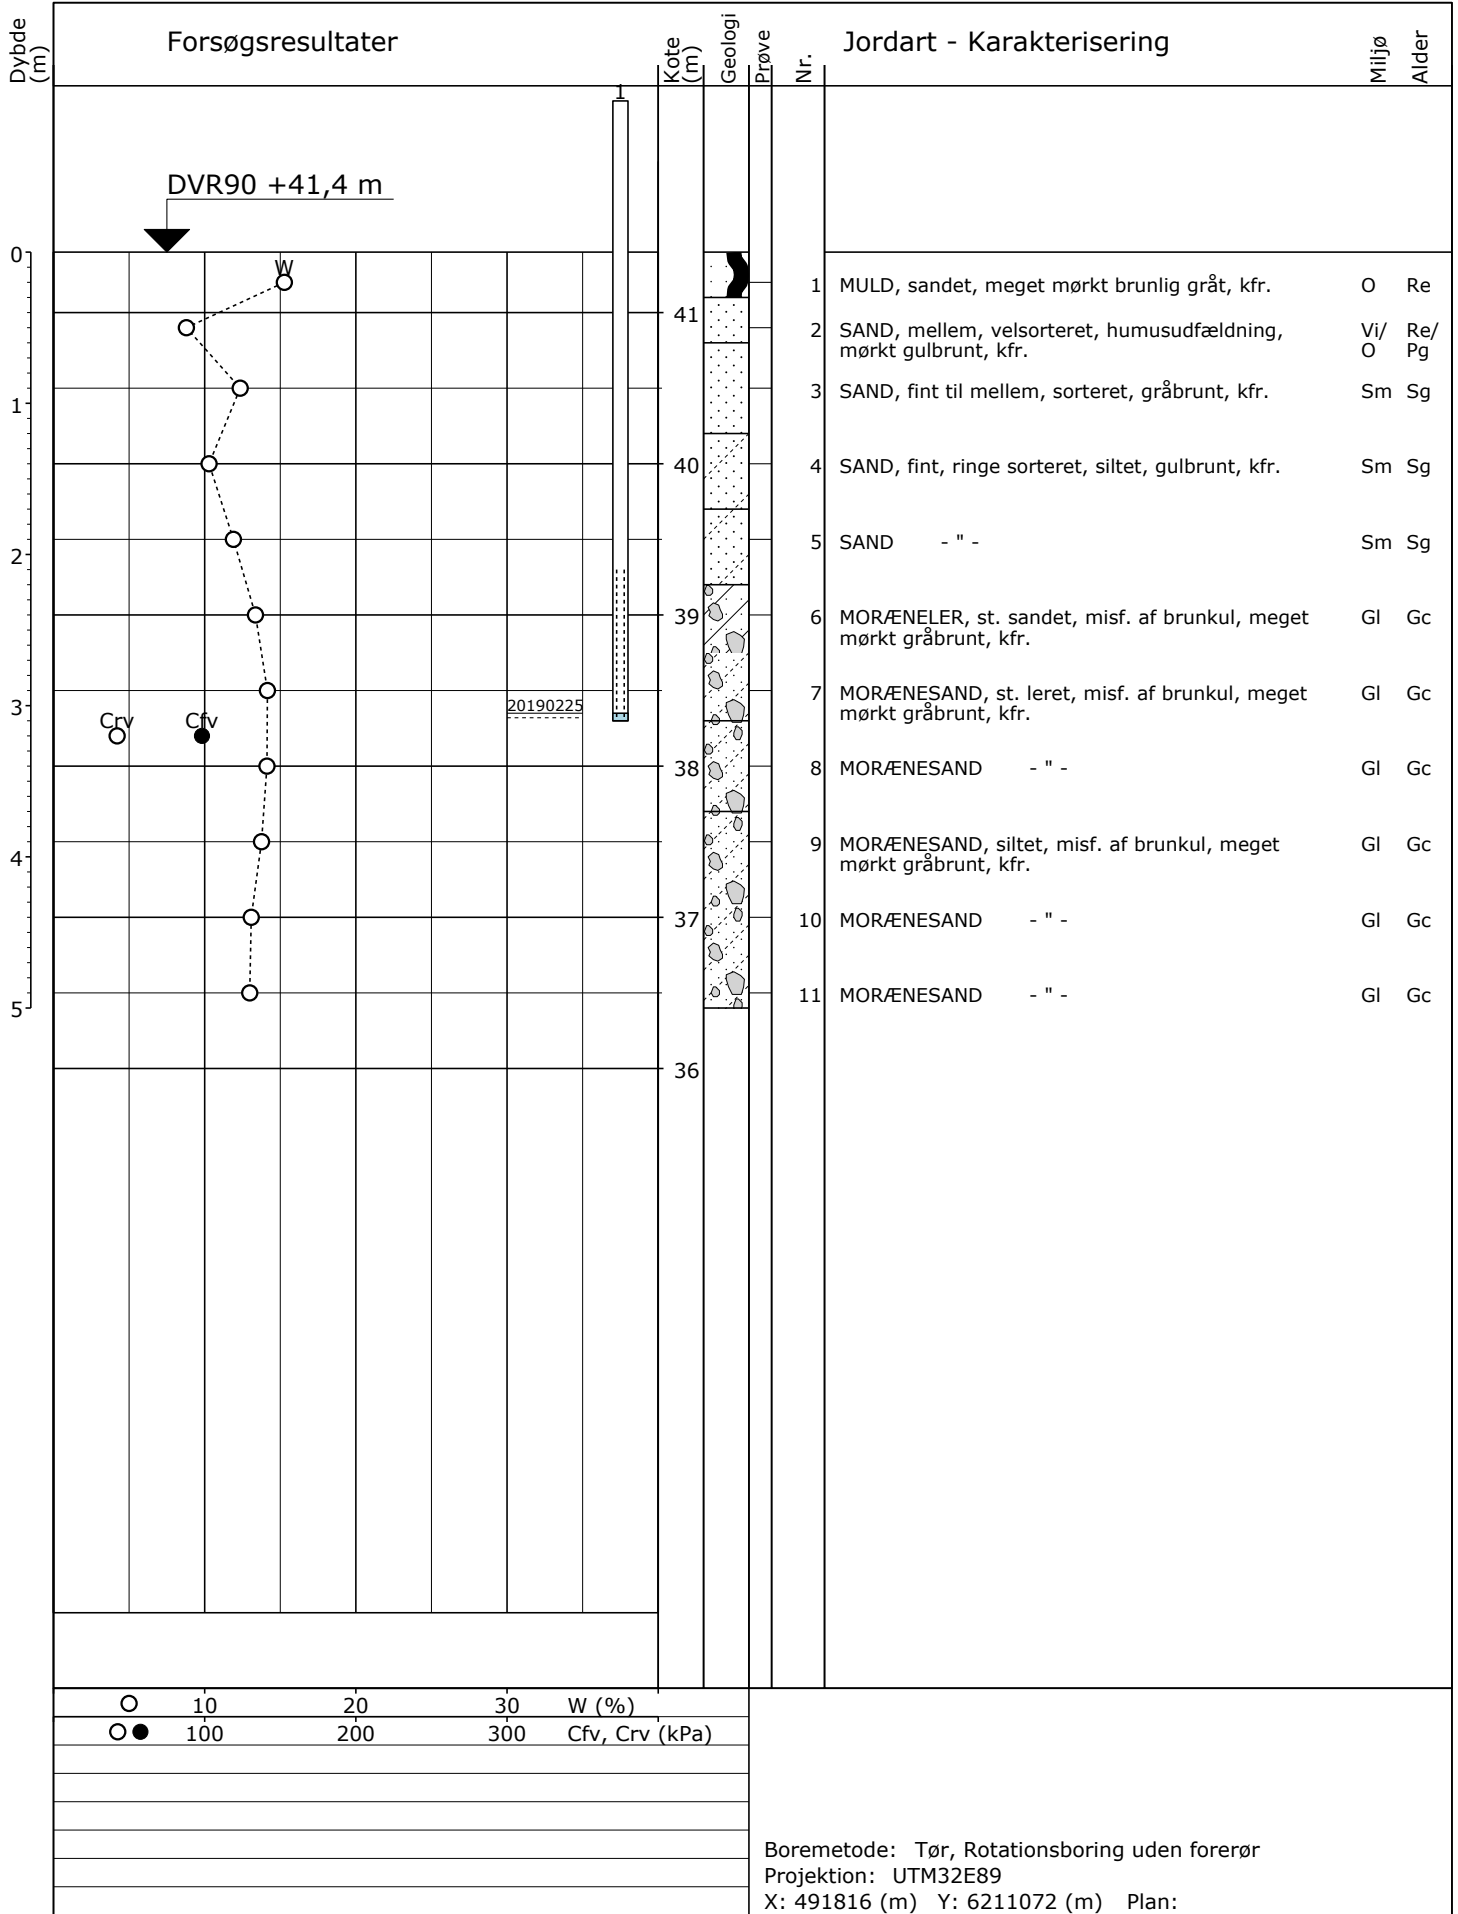 Dybde
(m)
Forsøgsresultater
Kote
(m)
Geologi
Prøve
Nr.
Jordart - Karakterisering
Miljø
Alder
1
DVR90 +41,4 m
0
W
1 MULD, sandet, meget mørkt brunlig gråt, kfr. O Re
41
2 SAND, mellem, velsorteret, humusudfældning, Vi/ Re/
mørkt gulbrunt, kfr. O Pg
1
3 SAND, fint til mellem, sorteret, gråbrunt, kfr. Sm Sg
40
4 SAND, fint, ringe sorteret, siltet, gulbrunt, kfr. Sm Sg
2
5 SAND - " - Sm Sg
39
6 MORÆNELER, st. sandet, misf. af brunkul, meget Gl Gc
mørkt gråbrunt, kfr.
3
20190225
Crv Cfv
7 MORÆNESAND, st. leret, misf. af brunkul, meget Gl Gc
mørkt gråbrunt, kfr.
38
8 MORÆNESAND - " - Gl Gc
4
9 MORÆNESAND, siltet, misf. af brunkul, meget Gl Gc
mørkt gråbrunt, kfr.
37
10 MORÆNESAND - " - Gl Gc
5
11 MORÆNESAND - " - Gl Gc
36
10 20 30 W (%)
100 200 300 Cfv, Crv (kPa)
Boremetode: Tør, Rotationsboring uden forerør
Projektion: UTM32E89
X: 491816 (m) Y: 6211072 (m) Plan: